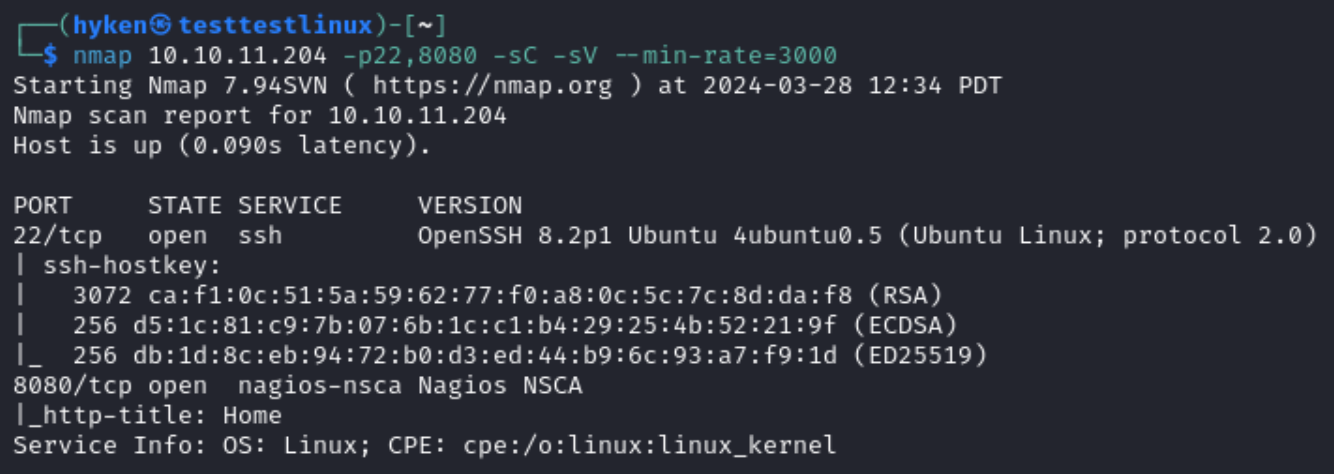 ┌──(hyken㉿testtestlinux)-[~]
└─$ nmap 10.10.11.204 -p22,8080 -sC -sV --min-rate=3000
Starting Nmap 7.94SVN ( https://nmap.org ) at 2024-03-28 12:34 PDT
Nmap scan report for 10.10.11.204
Host is up (0.090s latency).

PORT     STATE SERVICE     VERSION
22/tcp   open  ssh         OpenSSH 8.2p1 Ubuntu 4ubuntu0.5 (Ubuntu Linux; protocol 2.0)
| ssh-hostkey:
|   3072 ca:f1:0c:51:5a:59:62:77:f0:a8:0c:5c:7c:8d:da:f8 (RSA)
|   256 d5:1c:81:c9:7b:07:6b:1c:c1:b4:29:25:4b:52:21:9f (ECDSA)
|_  256 db:1d:8c:eb:94:72:b0:d3:ed:44:b9:6c:93:a7:f9:1d (ED25519)
8080/tcp open  nagios-nsca Nagios NSCA
|_http-title: Home
Service Info: OS: Linux; CPE: cpe:/o:linux:linux_kernel